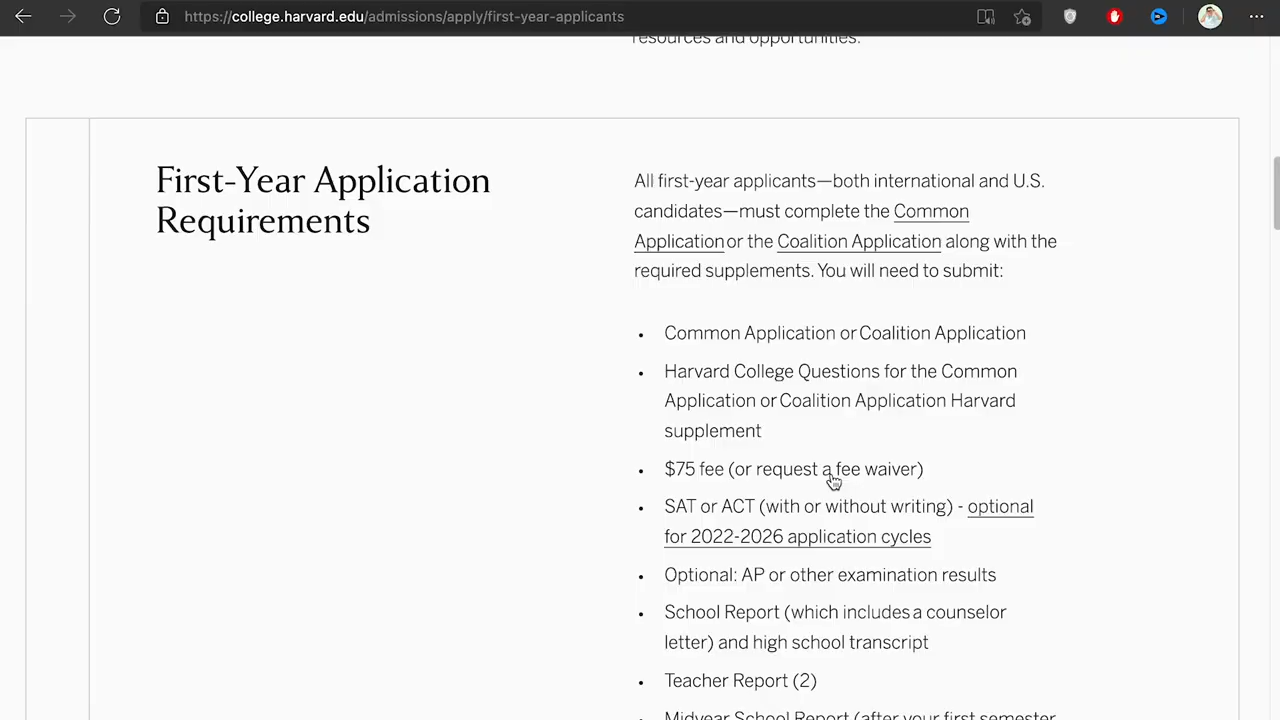 https://college.harvard.edu/admissions/apply/first-year-applicants
resources and opportunities.
First-Year Application
Requirements
All first-year applicants—both international and U.S.
candidates—must complete the Common
Application or the Coalition Application along with the
required supplements. You will need to submit:
• Common Application or Coalition Application
• Harvard College Questions for the Common
Application or Coalition Application Harvard
supplement
• $75 fee (or request a fee waiver)
• SAT or ACT (with or without writing) - optional
for 2022-2026 application cycles
• Optional: AP or other examination results
• School Report (which includes a counselor
letter) and high school transcript
• Teacher Report (2)
• Midyear School Report (after your first semester